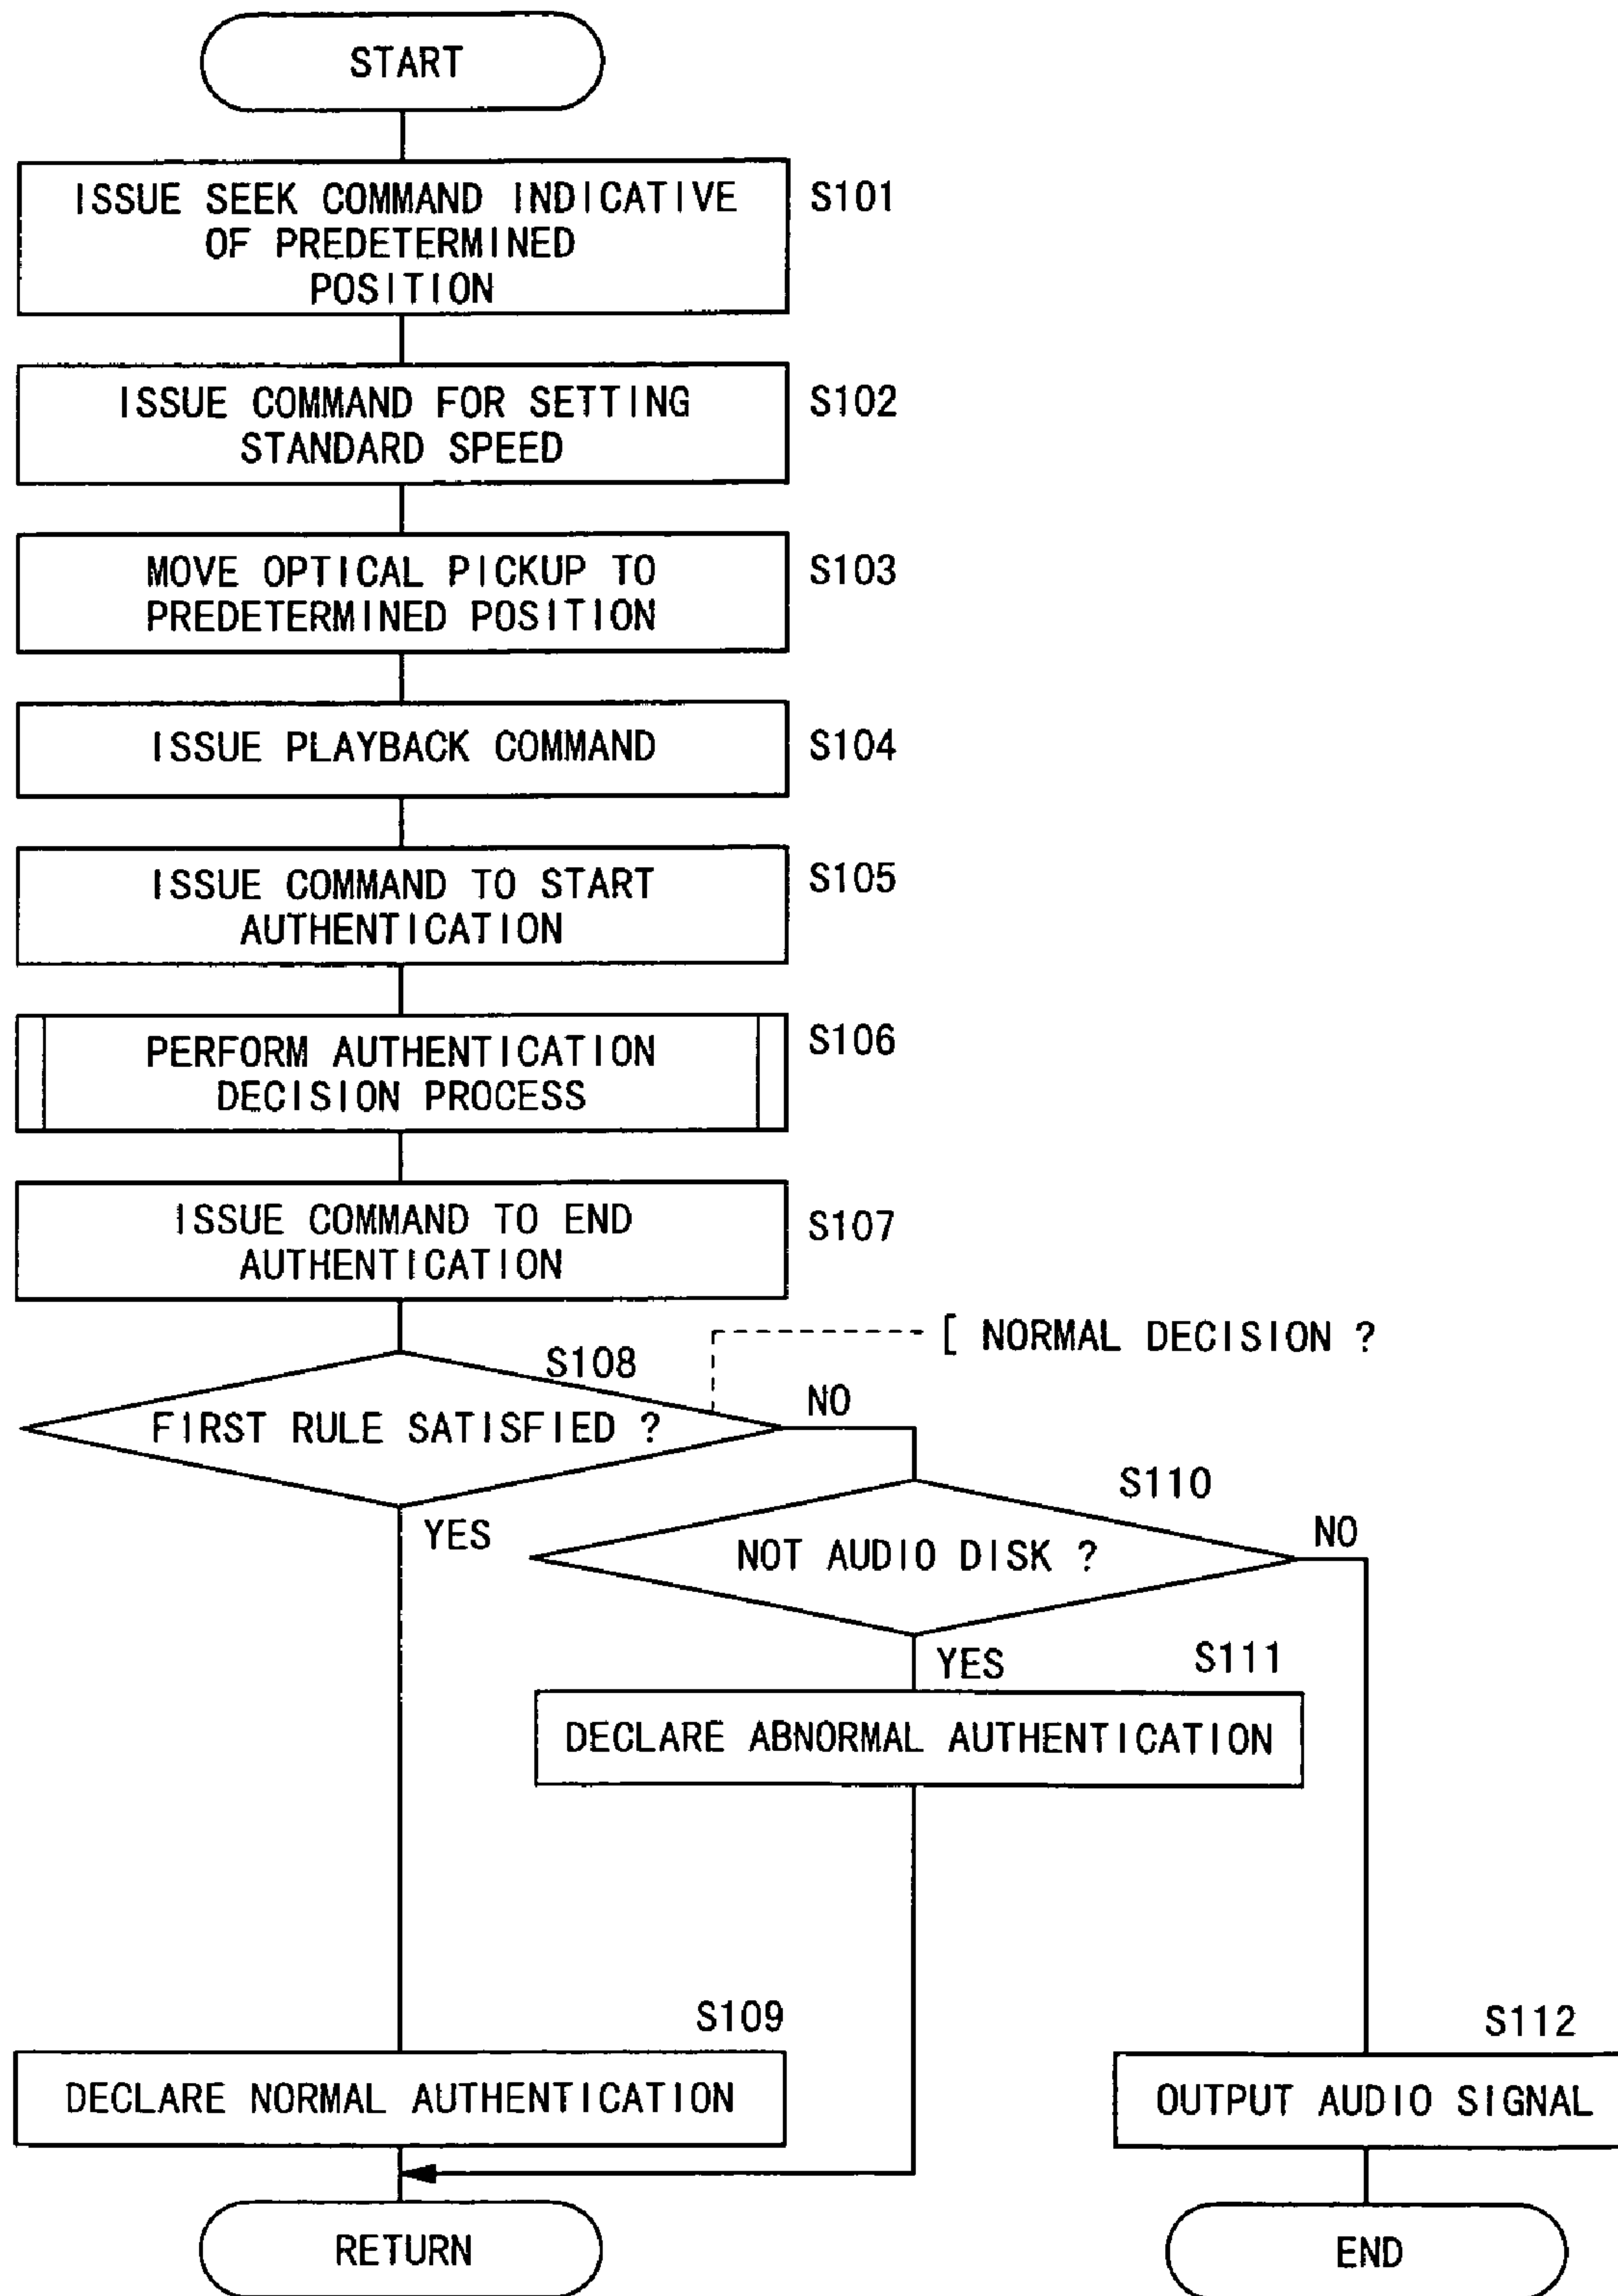 START
ISSUE SEEK COMMAND INDICATIVE
OF PREDETERMINED
POSITION
S101
ISSUE COMMAND FOR SETTING
STANDARD SPEED
S102
MOVE OPTICAL PICKUP TO
PREDETERMINED POSITION
S103
ISSUE PLAYBACK COMMAND
S104
ISSUE COMMAND TO START
AUTHENTICATION
S105
PERFORM AUTHENTICATION
DECISION PROCESS
S106
ISSUE COMMAND TO END
AUTHENTICATION
S107
[ NORMAL DECISION ?
S108
FIRST RULE SATISFIED ?
NO
YES
S110
NOT AUDIO DISK ?
NO
YES
S111
DECLARE ABNORMAL AUTHENTICATION
S109
DECLARE NORMAL AUTHENTICATION
S112
OUTPUT AUDIO SIGNAL
RETURN
END